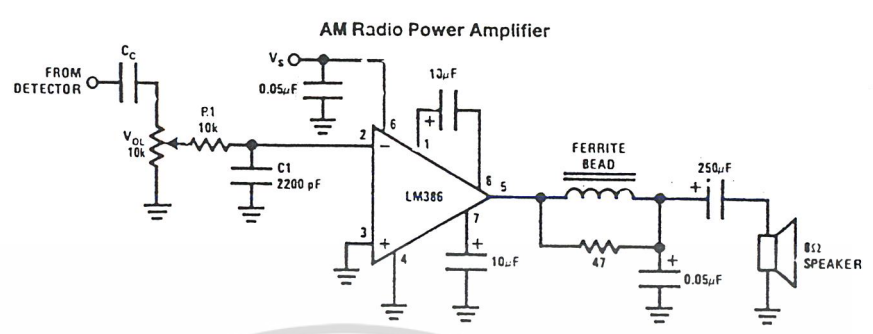 AM Radio Power Amplifier
FROM
DETECTOR
Cc
VOL
10k
R1
10k
C1
2200 pF
Vs
0.05µF
10µF
+
2
6
1
−
LM386
8
5
7
3
+
4
+
10µF
FERRITE
BEAD
47
+
250µF
+
0.05µF
8Ω
SPEAKER